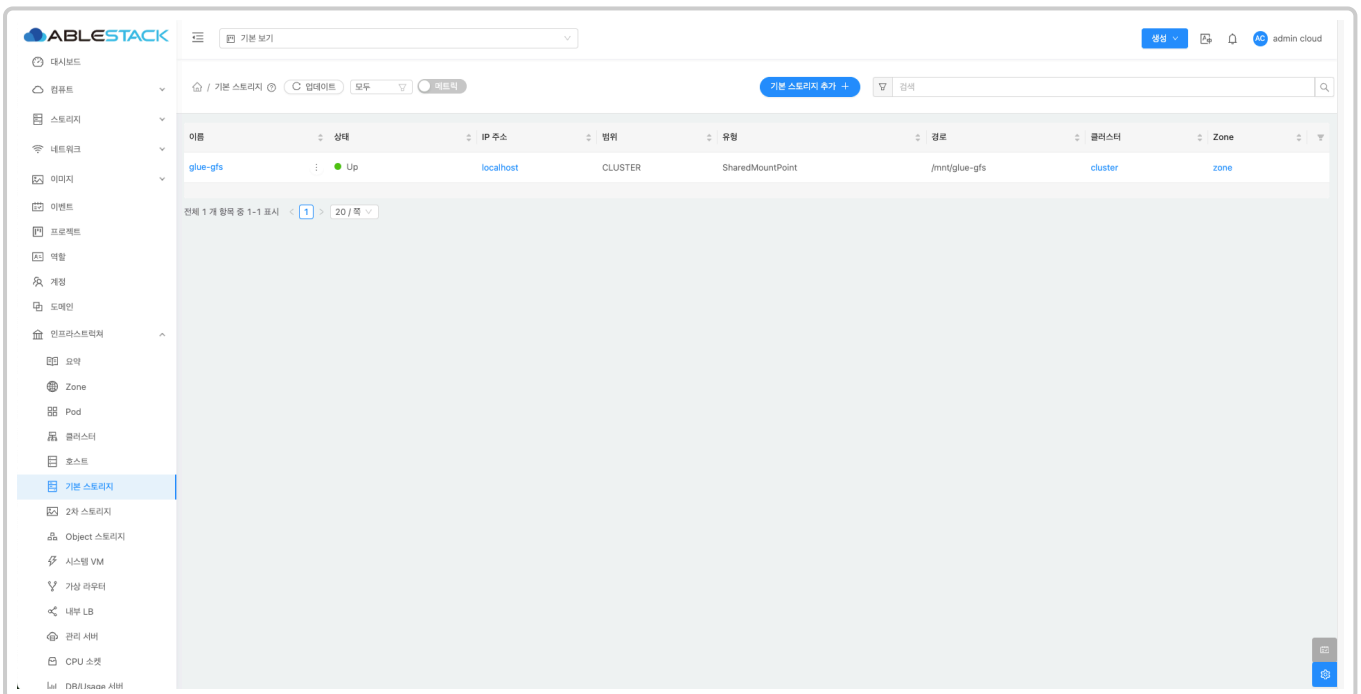 ABLESTACK
기본 보기
생성
AC admin cloud
대시보드
컴퓨트
스토리지
네트워크
이미지
이벤트
프로젝트
역할
계정
도메인
인프라스트럭쳐
요약
Zone
Pod
클러스터
호스트
기본 스토리지
2차 스토리지
Object 스토리지
시스템 VM
가상 라우터
내부 LB
관리 서버
CPU 소켓
DB/Usage 서버
/ 기본 스토리지 업데이트 모두 메트릭
기본 스토리지 추가 +
검색
이름 상태 IP 주소 범위 유형 경로 클러스터 Zone
glue-gfs Up localhost CLUSTER SharedMountPoint /mnt/glue-gfs cluster zone
전체 1 개 항목 중 1-1 표시 < 1 > 20 / 쪽